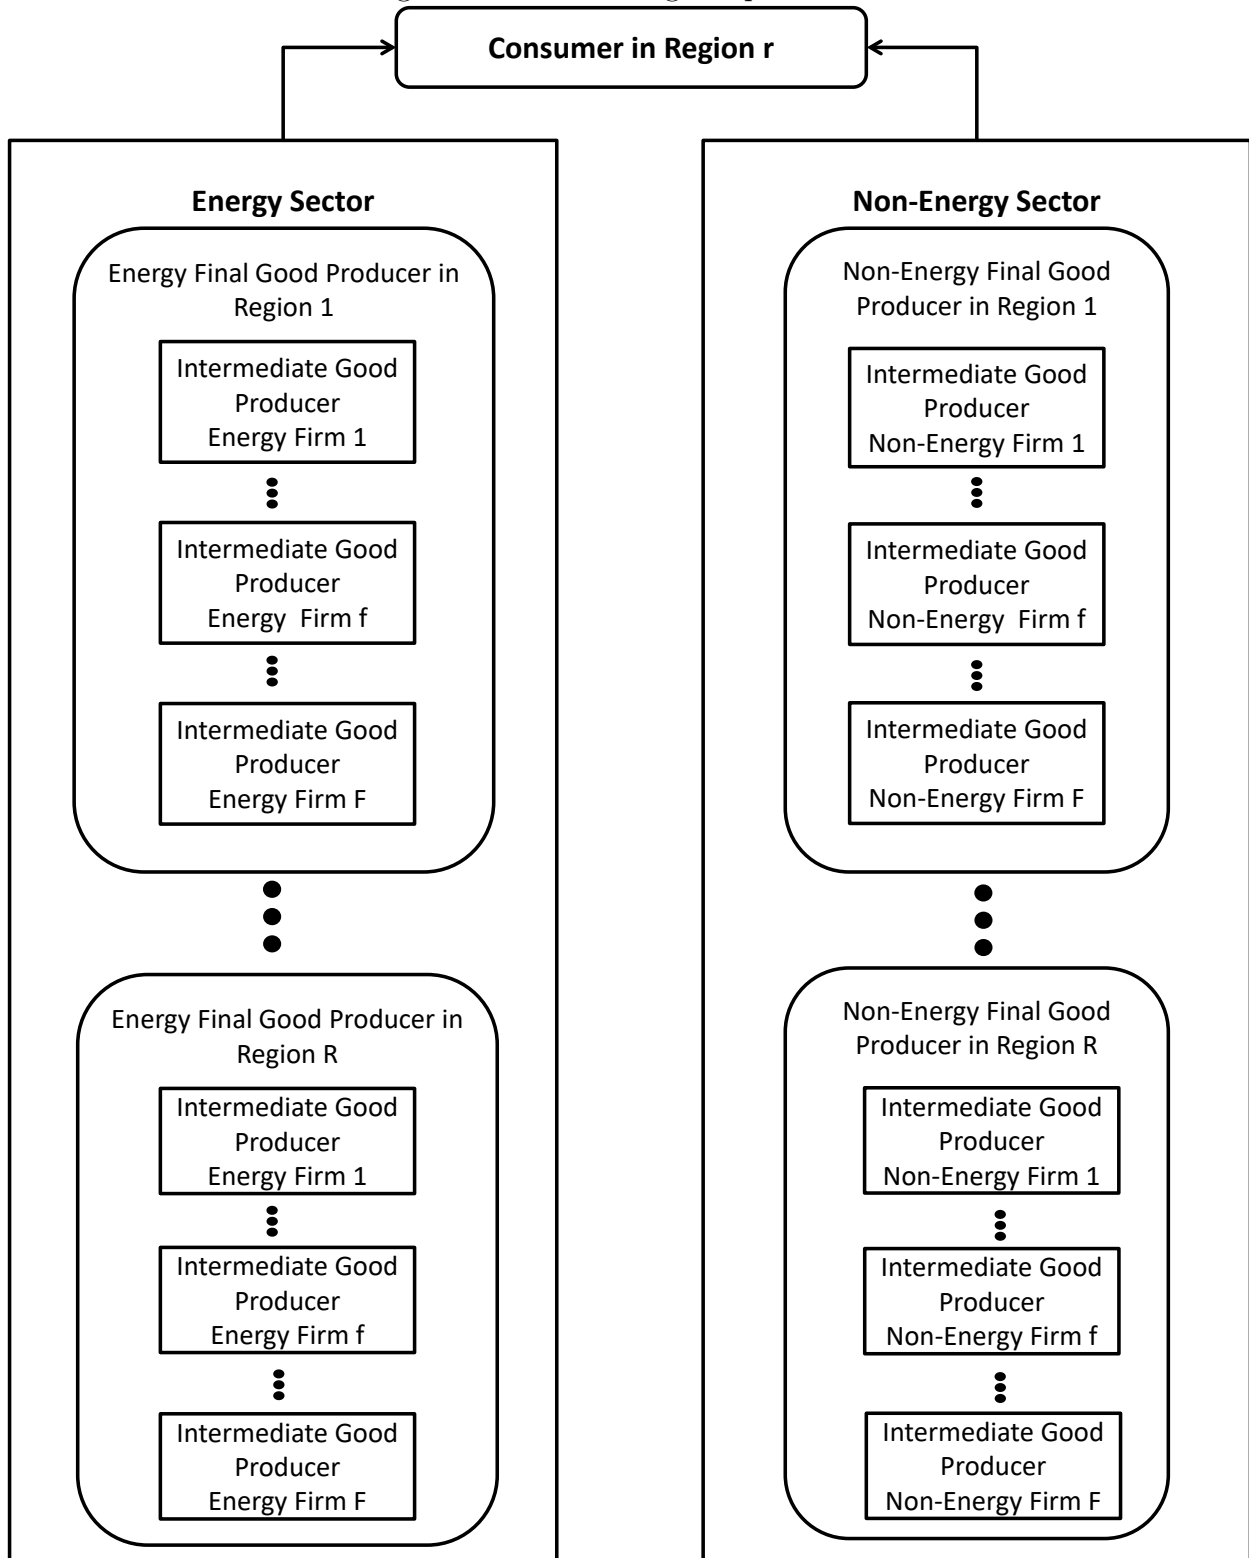 Consumer in Region r
Energy Sector
Energy Final Good Producer in
Region 1
Intermediate Good
Producer
Energy Firm 1
Intermediate Good
Producer
Energy  Firm f
Intermediate Good
Producer
Energy Firm F
Energy Final Good Producer in
Region R
Intermediate Good
Producer
Energy Firm 1
Intermediate Good
Producer
Energy Firm f
Intermediate Good
Producer
Energy Firm F
Non-Energy Sector
Non-Energy Final Good
Producer in Region 1
Intermediate Good
Producer
Non-Energy Firm 1
Intermediate Good
Producer
Non-Energy  Firm f
Intermediate Good
Producer
Non-Energy Firm F
Non-Energy Final Good
Producer in Region R
Intermediate Good
Producer
Non-Energy Firm 1
Intermediate Good
Producer
Non-Energy Firm f
Intermediate Good
Producer
Non-Energy Firm F